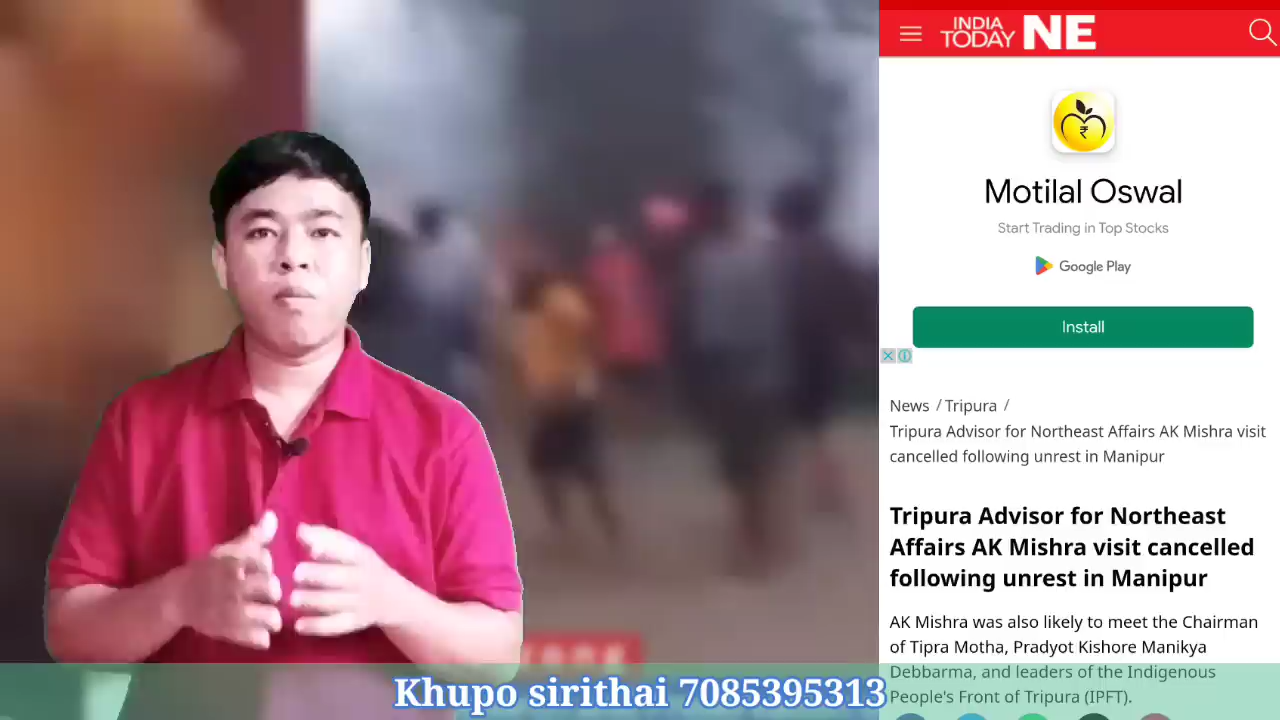 INDIA
TODAY NE
Motilal Oswal
Start Trading in Top Stocks
Google Play
Install
News / Tripura /
Tripura Advisor for Northeast Affairs AK Mishra visit
cancelled following unrest in Manipur
Tripura Advisor for Northeast
Affairs AK Mishra visit cancelled
following unrest in Manipur
AK Mishra was also likely to meet the Chairman
of Tipra Motha, Pradyot Kishore Manikya
Debbarma, and leaders of the Indigenous
People's Front of Tripura (IPFT).
Khupo sirithai 7085395313